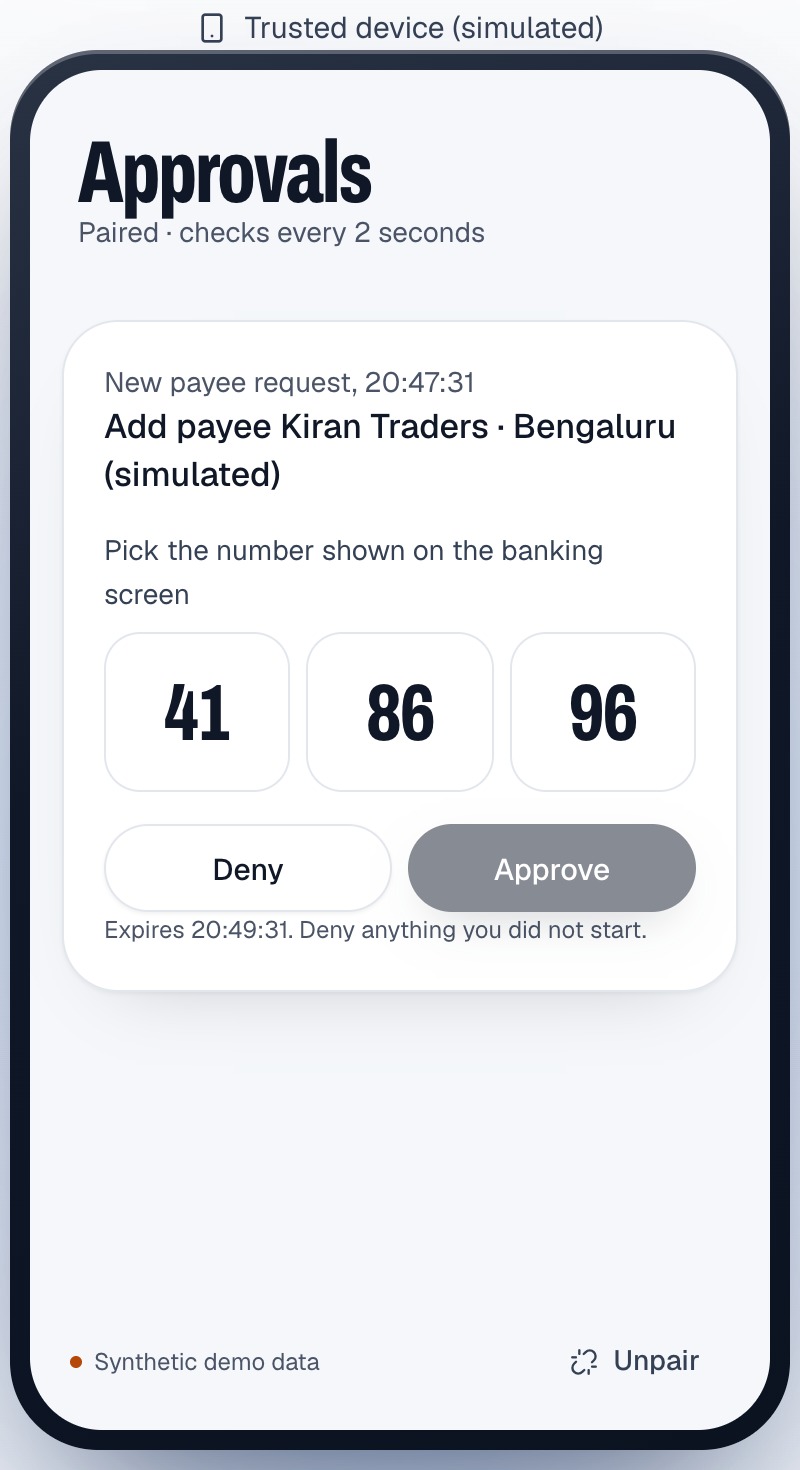 Trusted device (simulated)
Approvals
Paired · checks every 2 seconds
New payee request, 20:47:31
Add payee Kiran Traders · Bengaluru
(simulated)
Pick the number shown on the banking
screen
41 86 96
Deny Approve
Expires 20:49:31. Deny anything you did not start.
Synthetic demo data Unpair